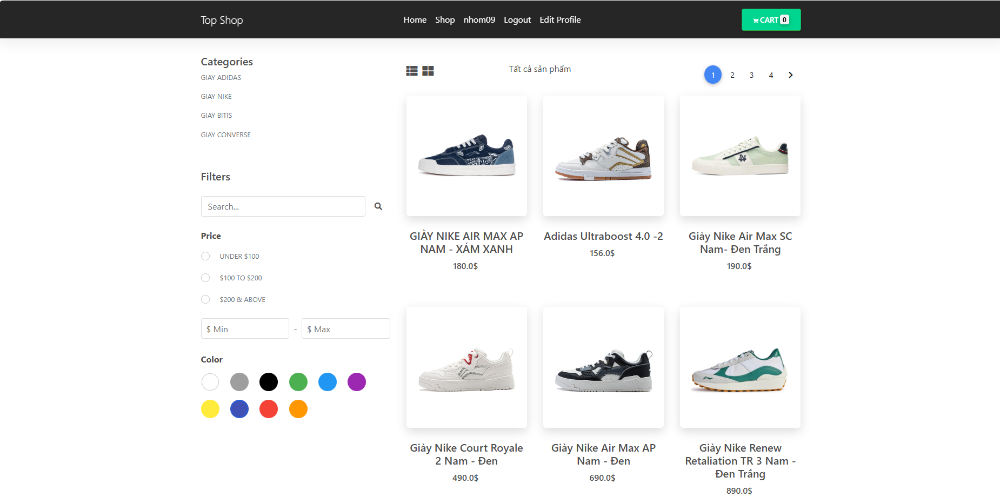 Top Shop
Home Shop nhom09 Logout Edit Profile
CART 0
Categories
GIAY ADIDAS
GIAY NIKE
GIAY BITIS
GIAY CONVERSE
Filters
Search...
Price
UNDER $100
$100 TO $200
$200 & ABOVE
$ Min - $ Max
Color
Tất cả sản phẩm
1 2 3 4
GIÀY NIKE AIR MAX AP
NAM - XÁM XANH
180.0$
Adidas Ultraboost 4.0 -2
156.0$
Giày Nike Air Max SC
Nam- Đen Trắng
190.0$
Giày Nike Court Royale
2 Nam - Đen
490.0$
Giày Nike Air Max AP
Nam - Đen
690.0$
Giày Nike Renew
Retaliation TR 3 Nam -
Đen Trắng
890.0$